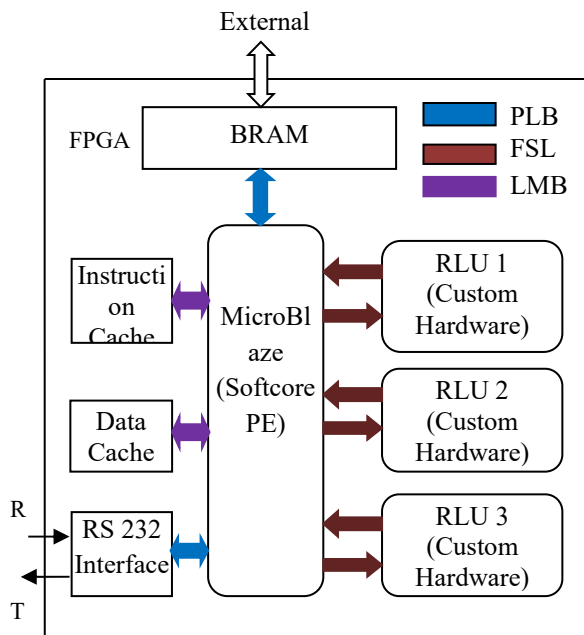 External
FPGA
BRAM
PLB
FSL
LMB
Instructi
on
Cache
MicroBl
aze
(Softcore
PE)
RLU 1
(Custom
Hardware)
Data
Cache
RLU 2
(Custom
Hardware)
R
T
RS 232
Interface
RLU 3
(Custom
Hardware)